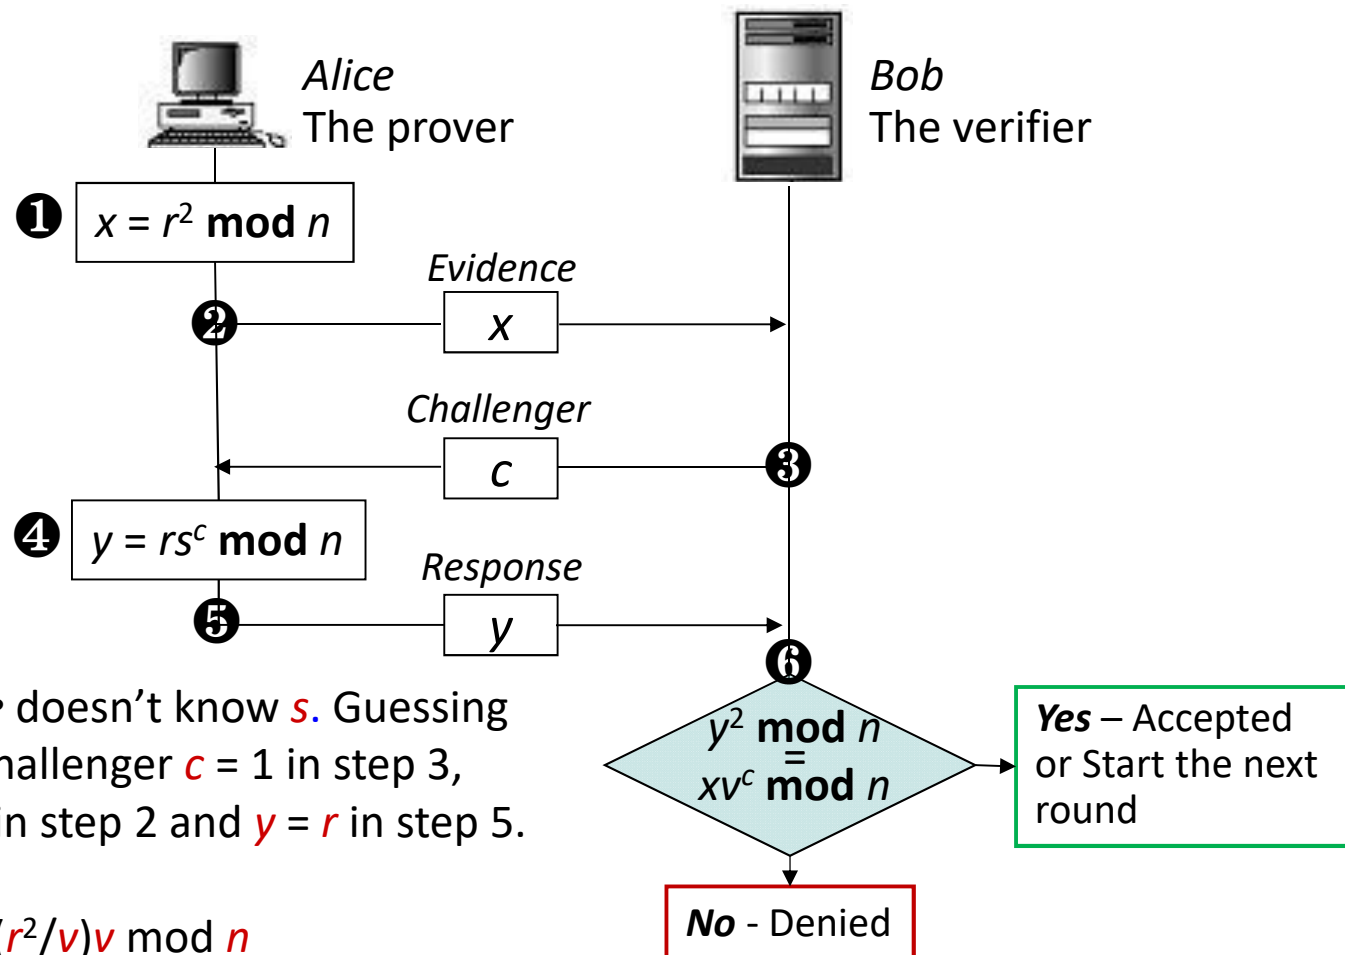 Alice
The prover
Bob
The verifier
❶ x = r² mod n
Evidence
❷ x
Challenger
c ❸
❹ y = rsᶜ mod n
Response
❺ y
❻
y² mod n
=
xvᶜ mod n
Yes – Accepted
or Start the next
round
No - Denied
doesn’t know s. Guessing
hallenger c = 1 in step 3,
in step 2 and y = r in step 5.
(r²/v)v mod n